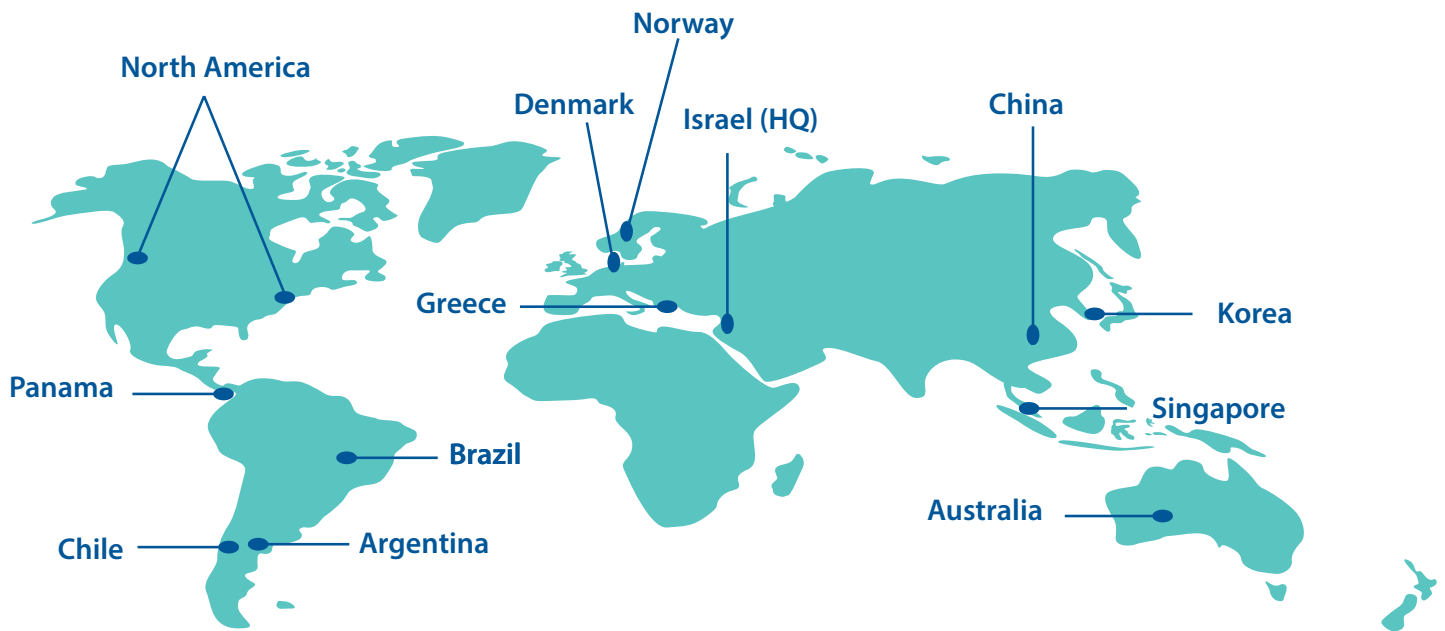 Norway
North America
Denmark
Israel (HQ)
China
Greece
Korea
Panama
Singapore
Brazil
Australia
Chile
Argentina